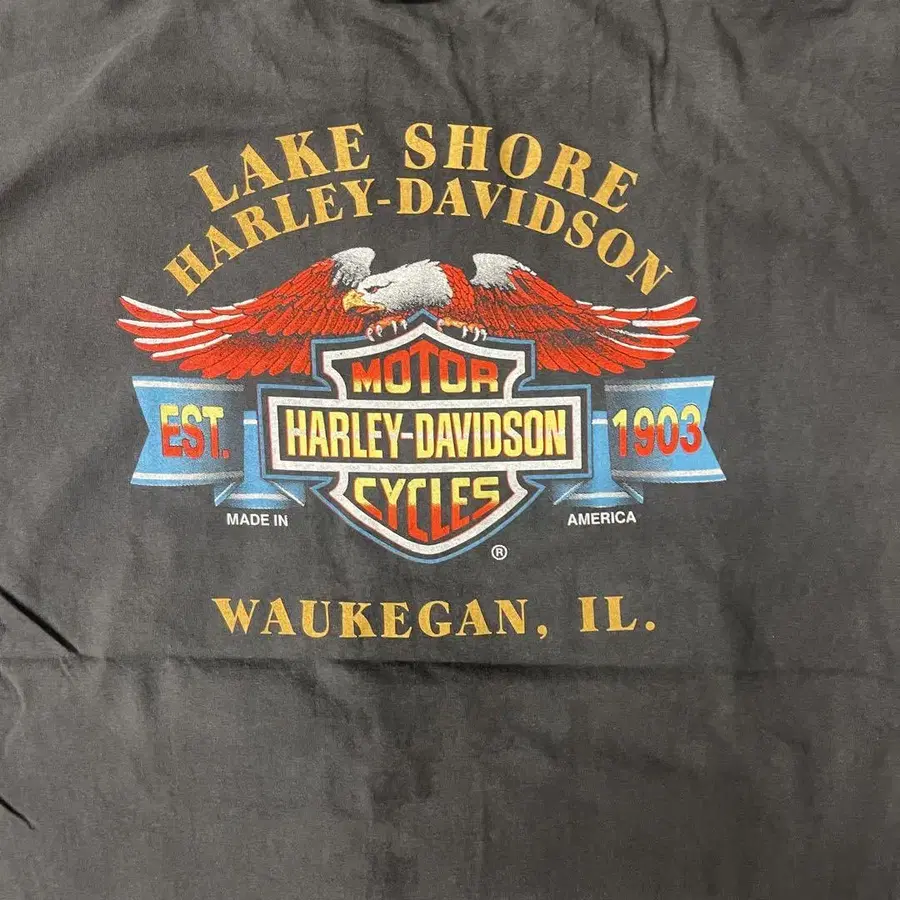 LAKE SHORE
HARLEY-DAVIDSON
MOTOR
EST. HARLEY-DAVIDSON 1903
CYCLES
MADE IN AMERICA
®
WAUKEGAN, IL.